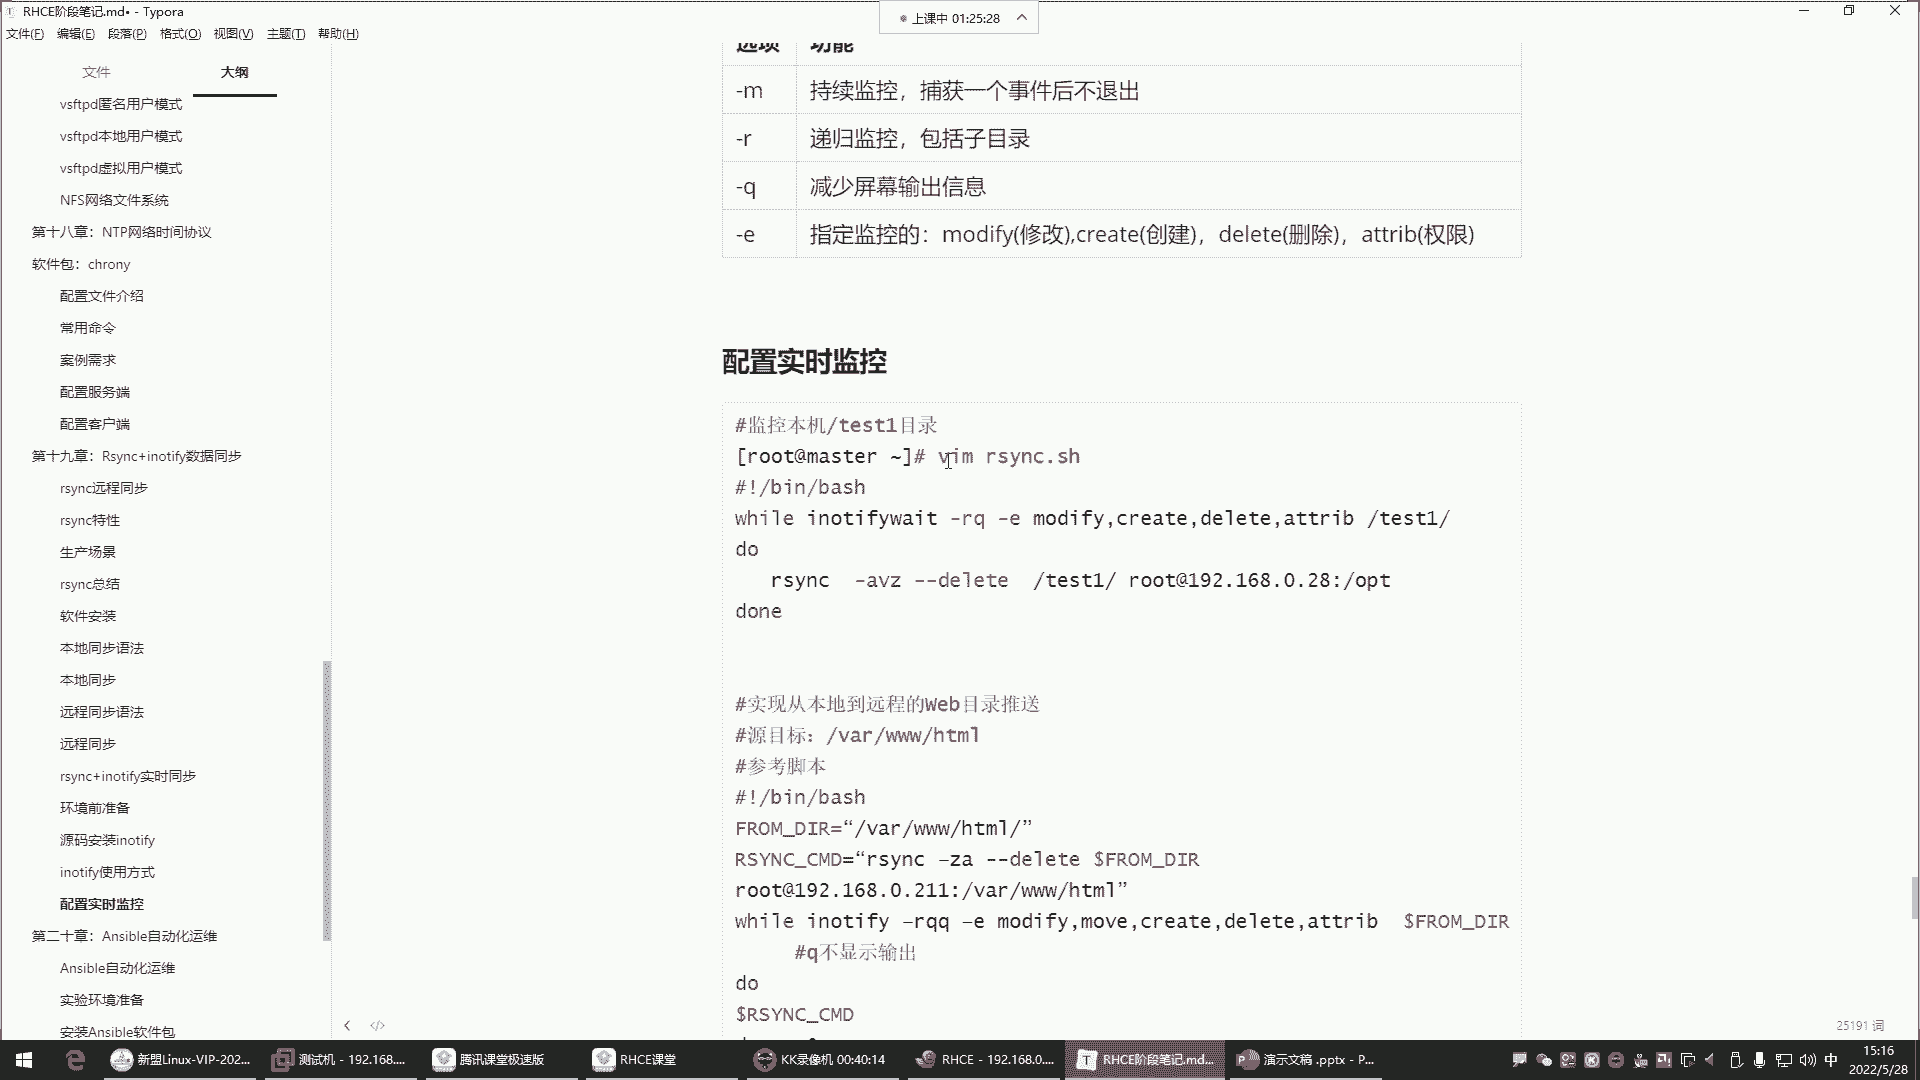 RHCE阶段笔记.md• - Typora
上课中 01:25:28
文件(F) 编辑(E) 段落(P) 格式(O) 视图(V) 主题(T) 帮助(H)
文件 大纲
vsftpd匿名用户模式
vsftpd本地用户模式
vsftpd虚拟用户模式
NFS网络文件系统
第十八章：NTP网络时间协议
软件包：chrony
配置文件介绍
常用命令
案例需求
配置服务端
配置客户端
第十九章：Rsync+inotify数据同步
rsync远程同步
rsync特性
生产场景
rsync总结
软件安装
本地同步语法
本地同步
远程同步语法
远程同步
rsync+inotify实时同步
环境前准备
源码安装inotify
inotify使用方式
配置实时监控
第二十章：Ansible自动化运维
Ansible自动化运维
实验环境准备
安装Ansible软件包
选项 功能
-m 持续监控，捕获一个事件后不退出
-r 递归监控，包括子目录
-q 减少屏幕输出信息
-e 指定监控的：modify(修改),create(创建)，delete(删除)，attrib(权限)
配置实时监控
#监控本机/test1目录
[root@master ~]# vim rsync.sh
#!/bin/bash
while inotifywait -rq -e modify,create,delete,attrib /test1/
do
rsync -avz --delete /test1/ root@192.168.0.28:/opt
done
#实现从本地到远程的Web目录推送
#源目标：/var/www/html
#参考脚本
#!/bin/bash
FROM_DIR=“/var/www/html/”
RSYNC_CMD=“rsync –za --delete $FROM_DIR
root@192.168.0.211:/var/www/html”
while inotify –rqq –e modify,move,create,delete,attrib $FROM_DIR
#q不显示输出
do
$RSYNC_CMD
25191 词
新盟Linux-VIP-202...
测试机 - 192.168....
腾讯课堂极速版
RHCE课堂
KK录像机 00:40:14
RHCE - 192.168.0....
RHCE阶段笔记.md...
演示文稿 .pptx - P...
中
15:16
2022/5/28